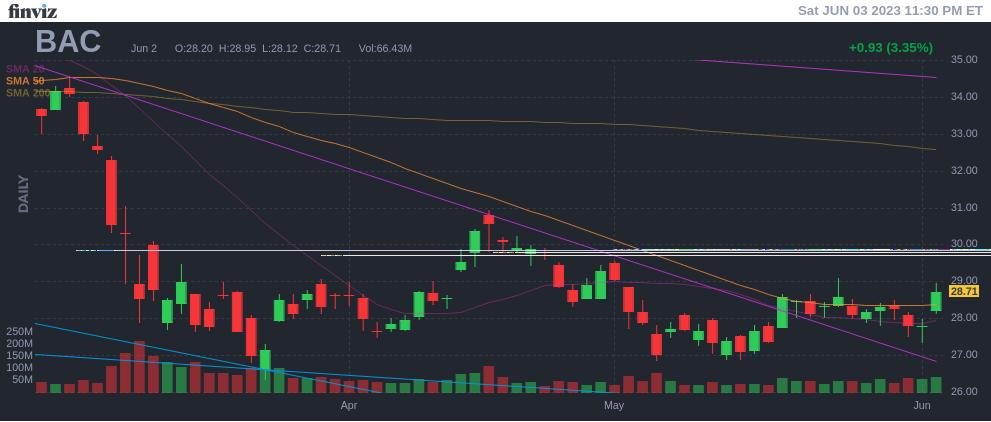 finviz
Sat JUN 03 2023 11:30 PM ET
BAC
Jun 2 O:28.20 H:28.95 L:28.12 C:28.71 Vol:66.43M
+0.93 (3.35%)
SMA 20
SMA 50
SMA 200
DAILY
35.00
34.00
33.00
32.00
31.00
30.00
29.00
28.71
28.00
27.00
26.00
250M
200M
150M
100M
50M
Apr May Jun